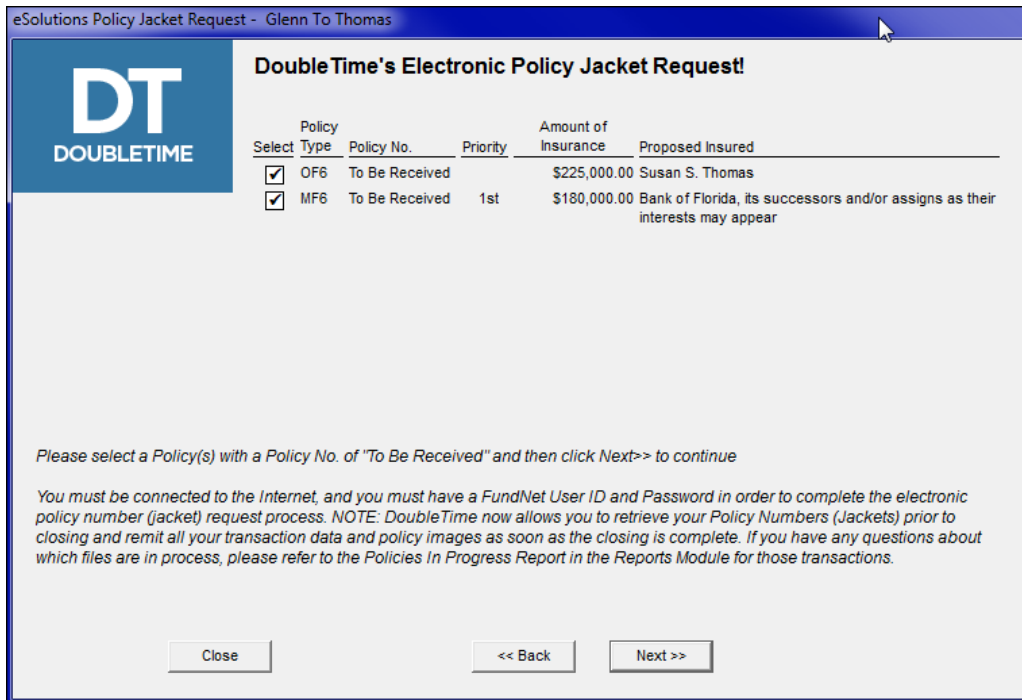 eSolutions Policy Jacket Request - Glenn To Thomas
DT
DOUBLETIME
DoubleTime's Electronic Policy Jacket Request!
Policy Amount of
Select Type Policy No. Priority Insurance Proposed Insured
OF6 To Be Received $225,000.00 Susan S. Thomas
MF6 To Be Received 1st $180,000.00 Bank of Florida, its successors and/or assigns as their
interests may appear
Please select a Policy(s) with a Policy No. of "To Be Received" and then click Next>> to continue
You must be connected to the Internet, and you must have a FundNet User ID and Password in order to complete the electronic
policy number (jacket) request process. NOTE: DoubleTime now allows you to retrieve your Policy Numbers (Jackets) prior to
closing and remit all your transaction data and policy images as soon as the closing is complete. If you have any questions about
which files are in process, please refer to the Policies In Progress Report in the Reports Module for those transactions.
Close << Back Next >>